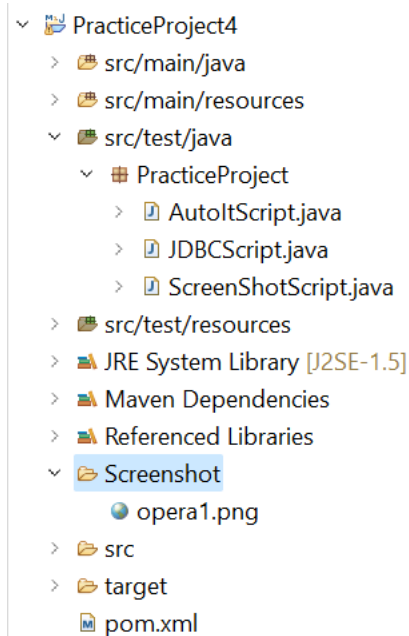 PracticeProject4
src/main/java
src/main/resources
src/test/java
PracticeProject
AutoItScript.java
JDBCScript.java
ScreenShotScript.java
src/test/resources
JRE System Library [J2SE-1.5]
Maven Dependencies
Referenced Libraries
Screenshot
opera1.png
src
target
pom.xml